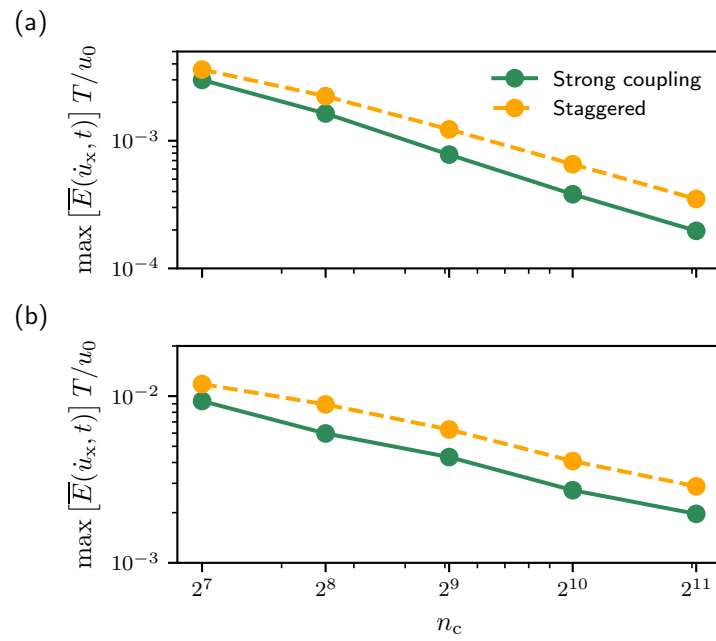 (a)
max [E̅(u̇ₓ, t)] T/u₀
10⁻³
10⁻⁴
Strong coupling
Staggered
(b)
max [E̅(u̇ₓ, t)] T/u₀
10⁻²
10⁻³
2⁷ 2⁸ 2⁹ 2¹⁰ 2¹¹
n_c